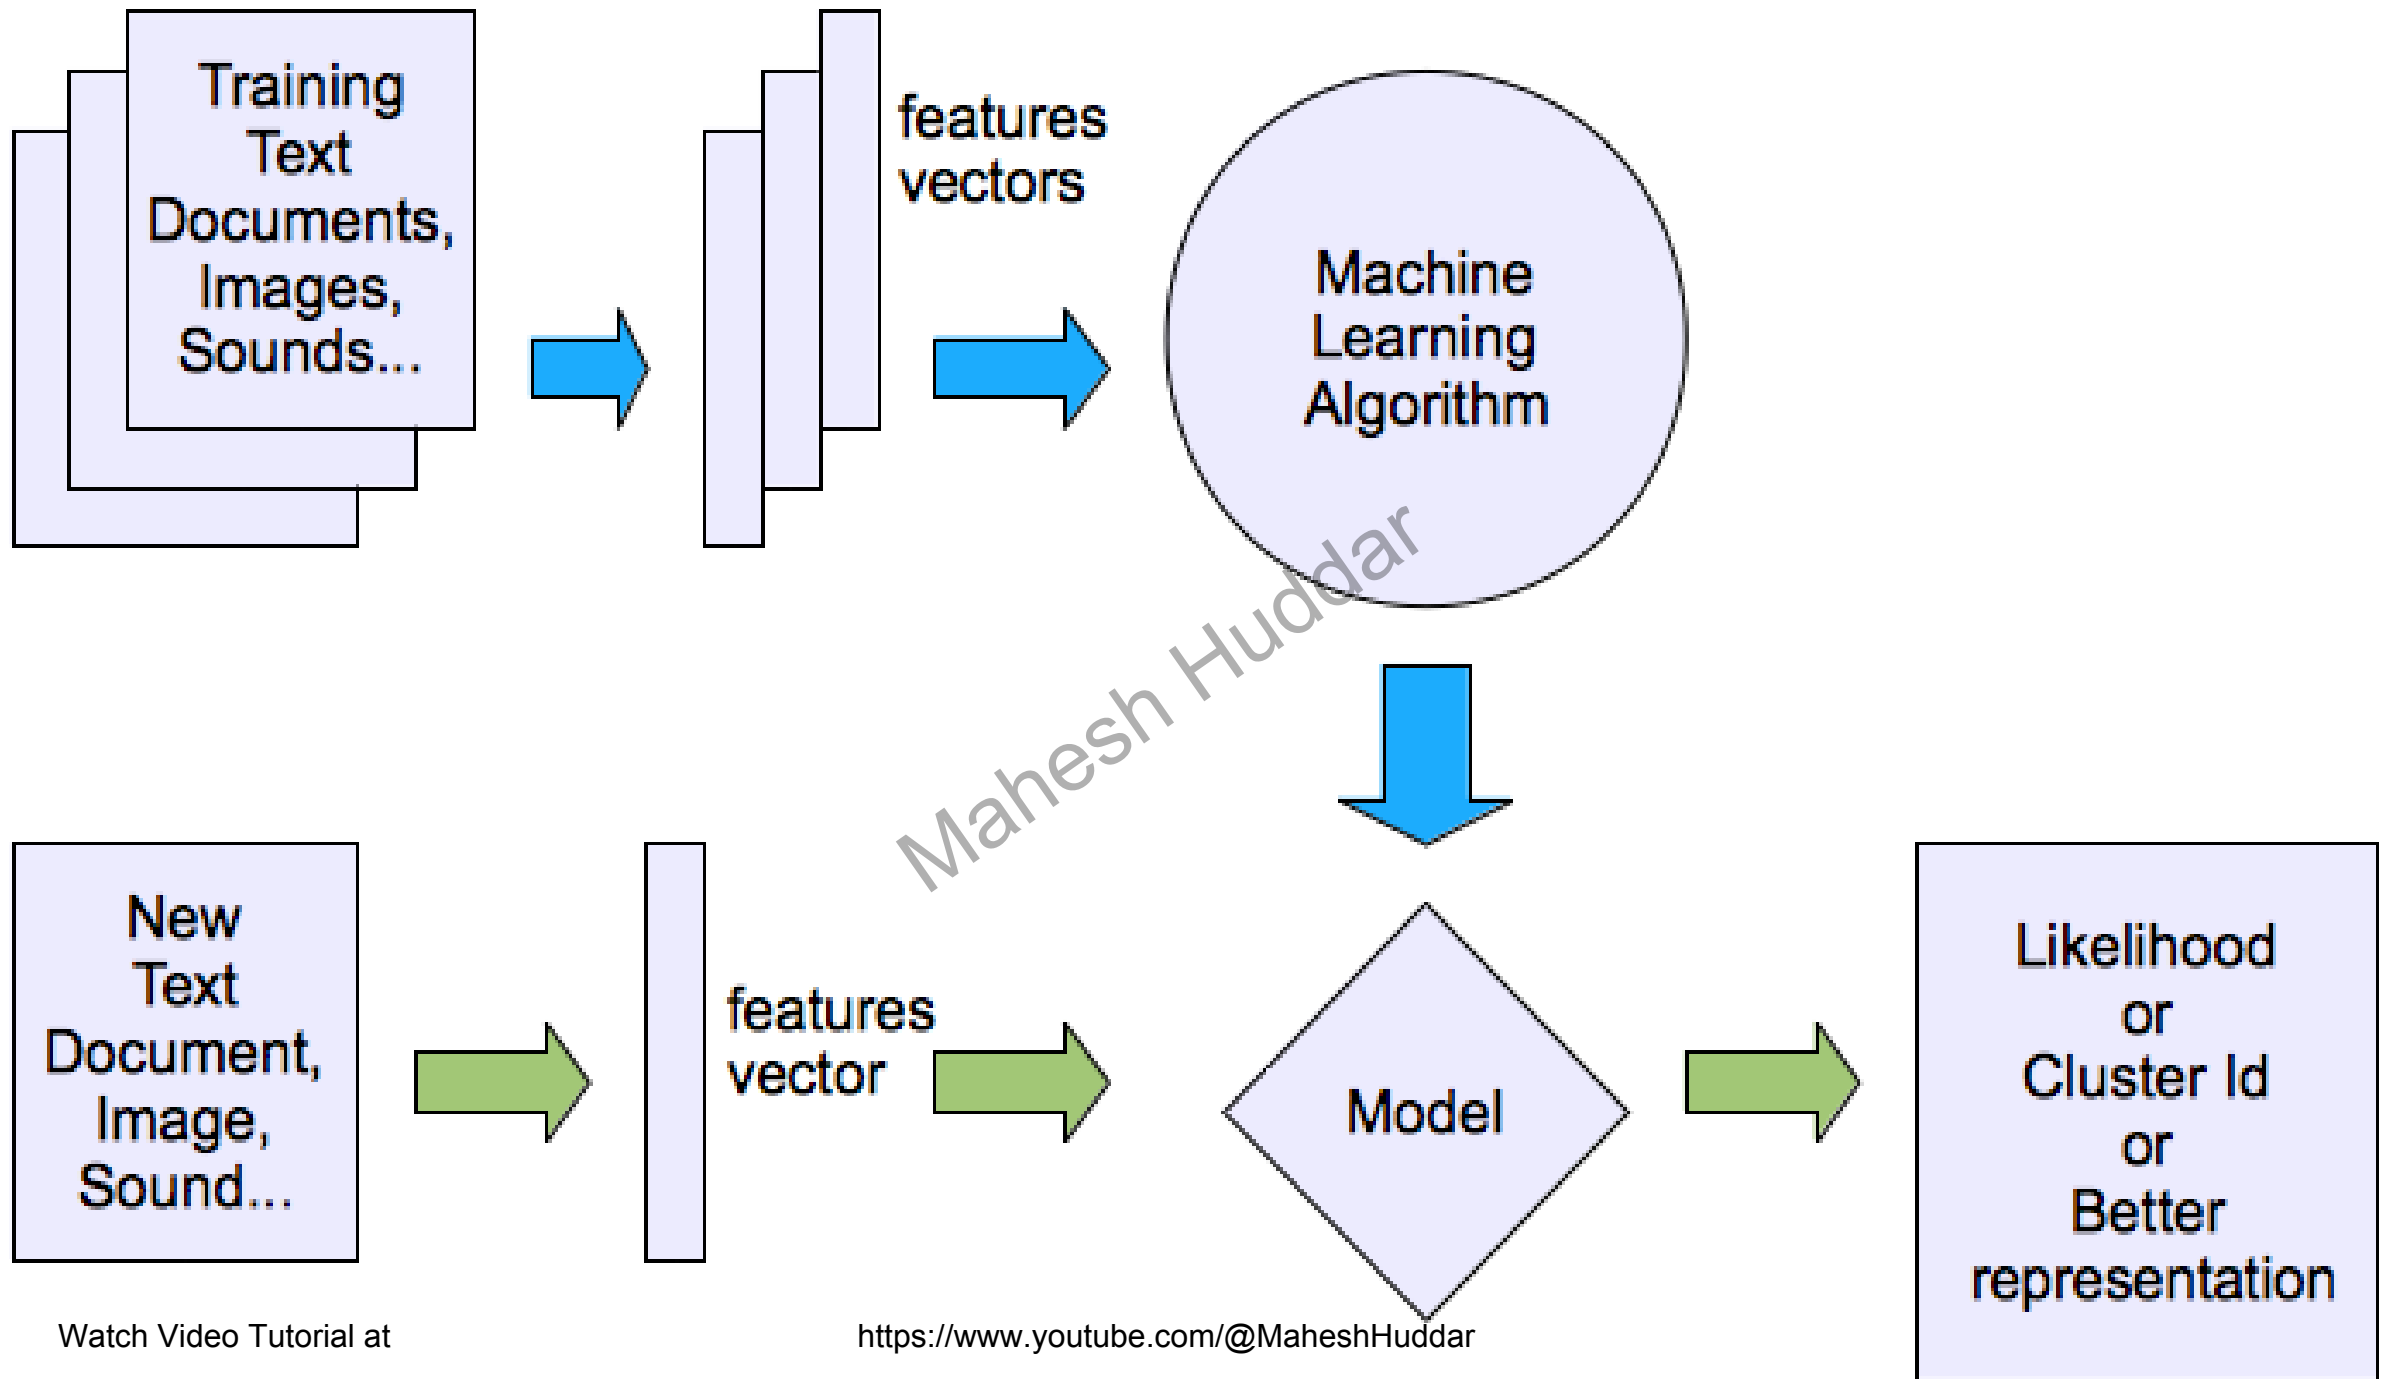 Training
Text
Documents,
Images,
Sounds...
features
vectors
Machine
Learning
Algorithm
Mahesh Huddar
New
Text
Document,
Image,
Sound...
features
vector
Model
Likelihood
or
Cluster Id
or
Better
representation
Watch Video Tutorial at
https://www.youtube.com/@MaheshHuddar